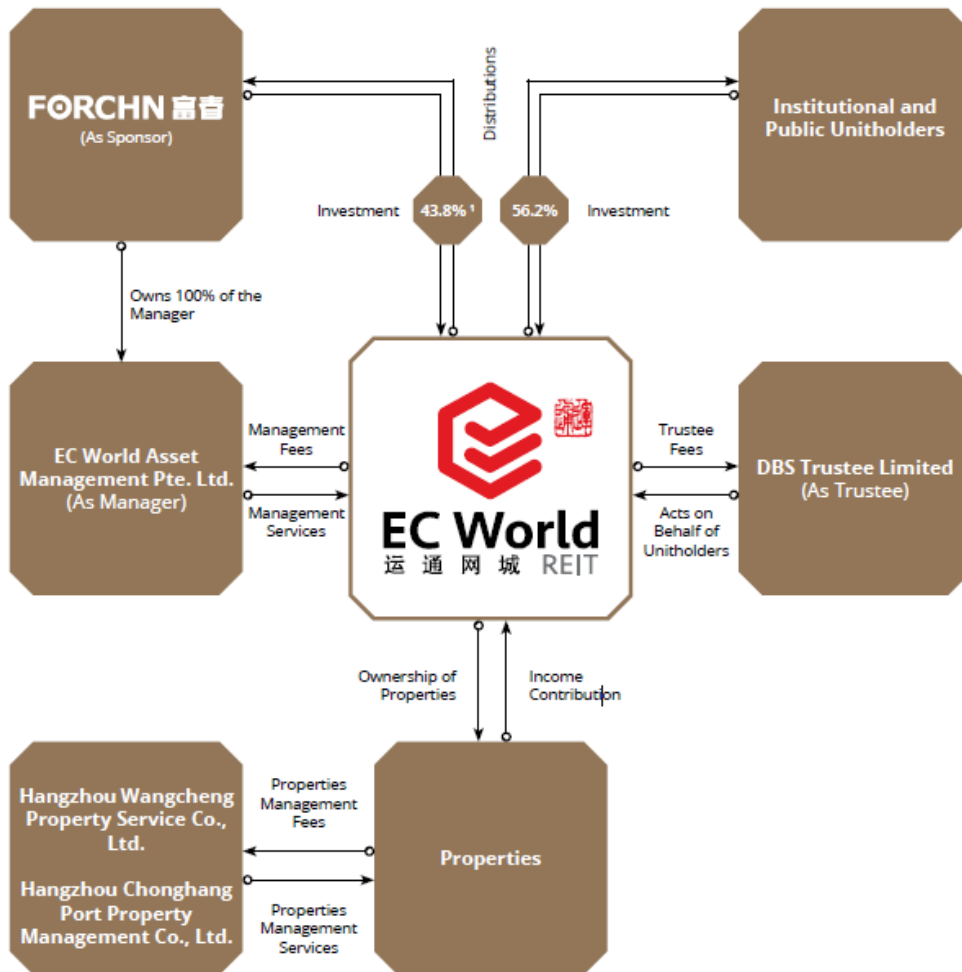 FORCHN 富春
(As Sponsor)
Distributions
Institutional and
Public Unitholders
Investment
43.8% ¹
56.2%
Investment
Owns 100% of the
Manager
EC World Asset
Management Pte. Ltd.
(As Manager)
Management
Fees
Management
Services
EC World
运通网城 REIT
Trustee
Fees
Acts on
Behalf of
Unitholders
DBS Trustee Limited
(As Trustee)
Ownership of
Properties
Income
Contribution
Hangzhou Wangcheng
Property Service Co.,
Ltd.
Hangzhou Chonghang
Port Property
Management Co., Ltd.
Properties
Management
Fees
Properties
Management
Services
Properties